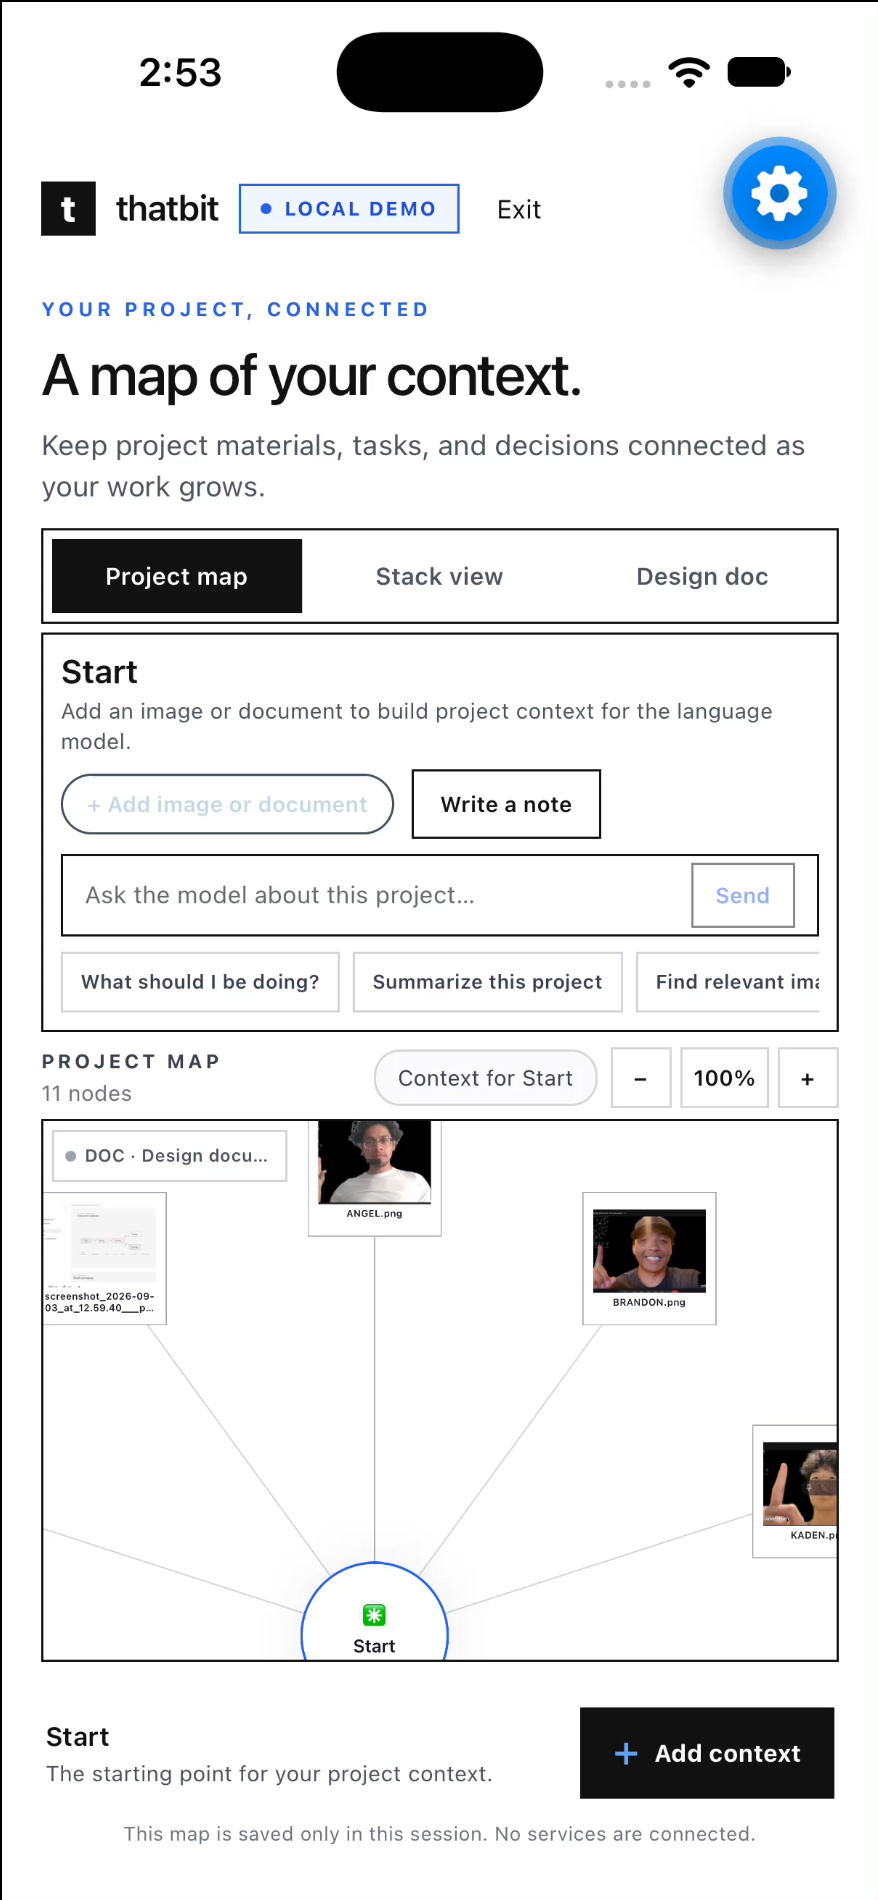 2:53
t thatbit
LOCAL DEMO
Exit
YOUR PROJECT, CONNECTED
A map of your context.
Keep project materials, tasks, and decisions connected as
your work grows.
Project map
Stack view
Design doc
Start
Add an image or document to build project context for the language
model.
+ Add image or document
Write a note
Ask the model about this project...
Send
What should I be doing?
Summarize this project
Find relevant ima
PROJECT MAP
11 nodes
Context for Start
−
100%
+
DOC · Design docu...
ANGEL.png
screenshot_2026-09-
03_at_12.59.40___p...
BRANDON.png
KADEN.p
Start
Start
The starting point for your project context.
+ Add context
This map is saved only in this session. No services are connected.